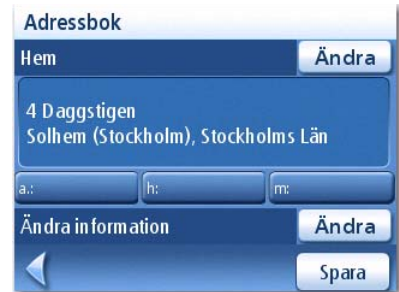 Adressbok
Hem Ändra
4 Daggstigen
Solhem (Stockholm), Stockholms Län
a.: h: m:
Ändra information Ändra
Spara